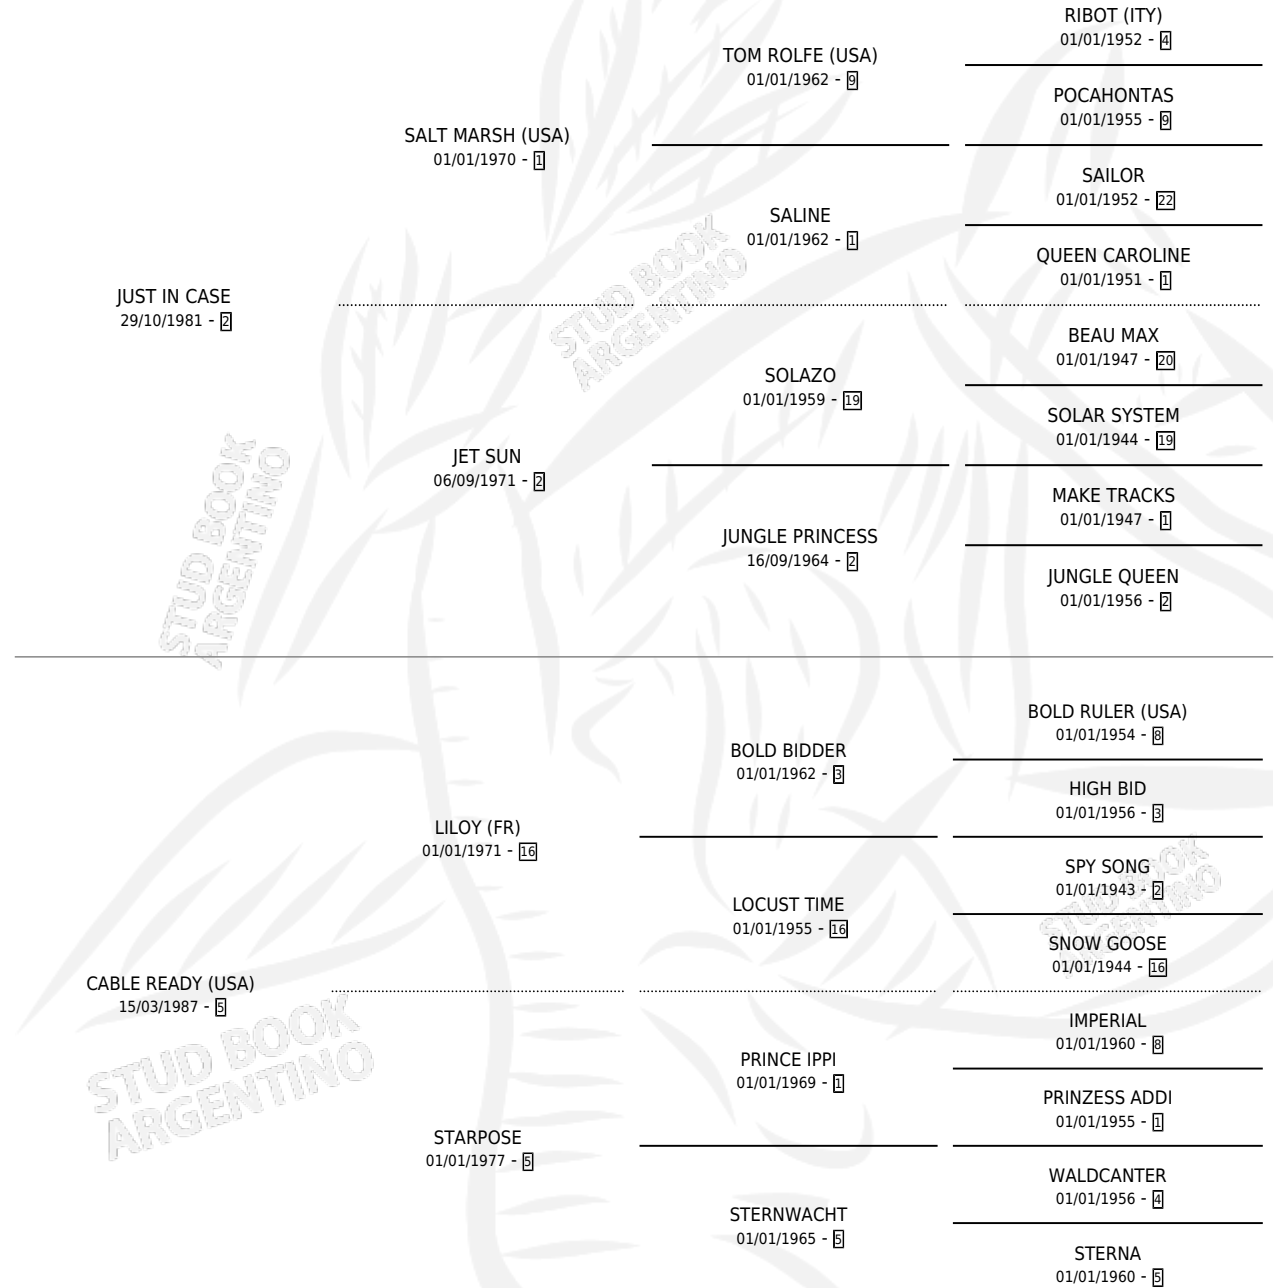 RIBOT (ITY)
01/01/1952 - 4
TOM ROLFE (USA)
01/01/1962 - 9
POCAHONTAS
01/01/1955 - 9
SALT MARSH (USA)
01/01/1970 - 1
SAILOR
01/01/1952 - 22
SALINE
01/01/1962 - 1
QUEEN CAROLINE
01/01/1951 - 1
JUST IN CASE
29/10/1981 - 2
BEAU MAX
01/01/1947 - 20
SOLAZO
01/01/1959 - 19
SOLAR SYSTEM
01/01/1944 - 19
JET SUN
06/09/1971 - 2
MAKE TRACKS
01/01/1947 - 1
JUNGLE PRINCESS
16/09/1964 - 2
JUNGLE QUEEN
01/01/1956 - 2
BOLD RULER (USA)
01/01/1954 - 8
BOLD BIDDER
01/01/1962 - 3
HIGH BID
01/01/1956 - 3
LILOY (FR)
01/01/1971 - 16
SPY SONG
01/01/1943 - 2
LOCUST TIME
01/01/1955 - 16
SNOW GOOSE
01/01/1944 - 16
CABLE READY (USA)
15/03/1987 - 5
IMPERIAL
01/01/1960 - 8
PRINCE IPPI
01/01/1969 - 1
PRINZESS ADDI
01/01/1955 - 1
STARPOSE
01/01/1977 - 5
WALDCANTER
01/01/1956 - 4
STERNWACHT
01/01/1965 - 5
STERNA
01/01/1960 - 5
STUD BOOK
ARGENTINO
STUD BOOK
ARGENTINO
STUD BOOK
ARGENTINO
STUD BOOK
ARGENTINO